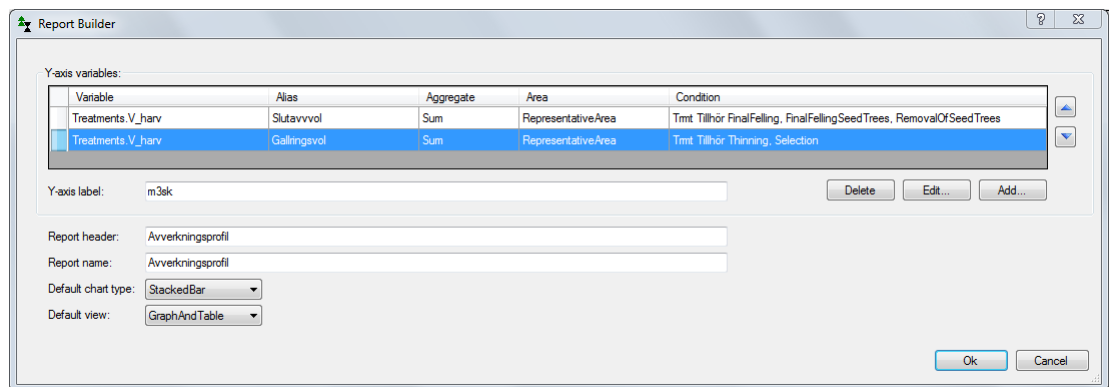 Report Builder
Y-axis variables:
Variable Alias Aggregate Area Condition
Treatments.V_harv Slutavvvol Sum RepresentativeArea Trmt Tillhör FinalFelling, FinalFellingSeedTrees, RemovalOfSeedTrees
Treatments.V_harv Gallringsvol Sum RepresentativeArea Trmt Tillhör Thinning, Selection
Y-axis label: m3sk Delete Edit... Add...
Report header: Avverkningsprofil
Report name: Avverkningsprofil
Default chart type: StackedBar
Default view: GraphAndTable
Ok Cancel